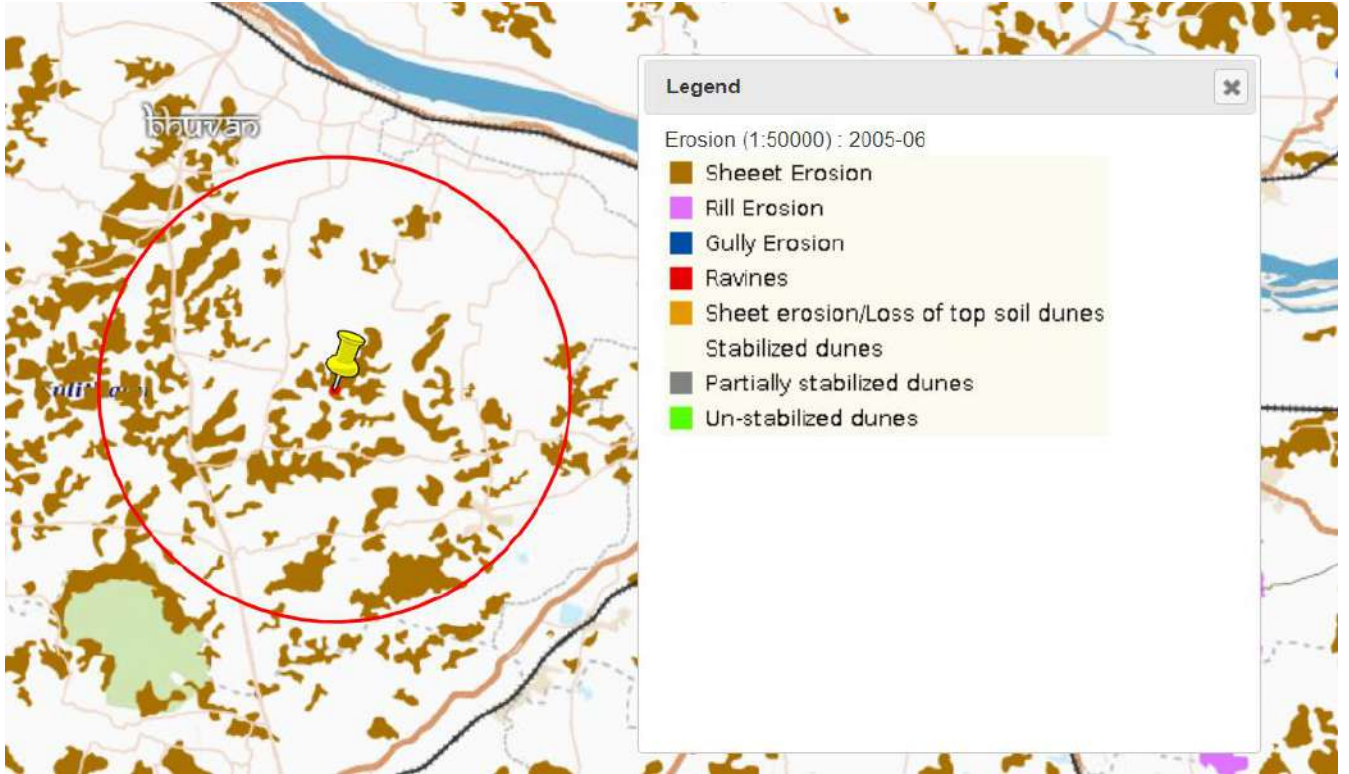 bhuvan
Legend
Erosion (1:50000) : 2005-06
Sheeet Erosion
Rill Erosion
Gully Erosion
Ravines
Sheet erosion/Loss of top soil dunes
Stabilized dunes
Partially stabilized dunes
Un-stabilized dunes